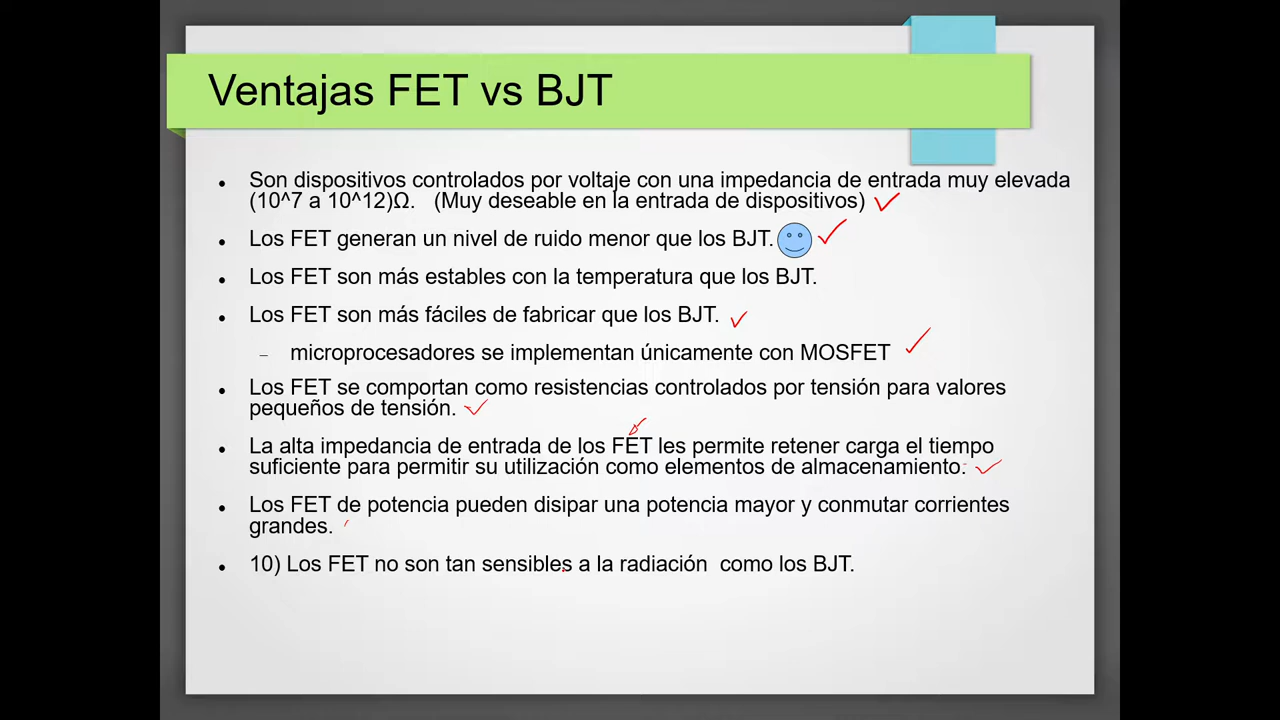 Ventajas FET vs BJT
• Son dispositivos controlados por voltaje con una impedancia de entrada muy elevada
(10^7 a 10^12)Ω. (Muy deseable en la entrada de dispositivos)
• Los FET generan un nivel de ruido menor que los BJT.
• Los FET son más estables con la temperatura que los BJT.
• Los FET son más fáciles de fabricar que los BJT.
– microprocesadores se implementan únicamente con MOSFET
• Los FET se comportan como resistencias controlados por tensión para valores
pequeños de tensión.
• La alta impedancia de entrada de los FET les permite retener carga el tiempo
suficiente para permitir su utilización como elementos de almacenamiento.
• Los FET de potencia pueden disipar una potencia mayor y conmutar corrientes
grandes.
• 10) Los FET no son tan sensibles a la radiación como los BJT.